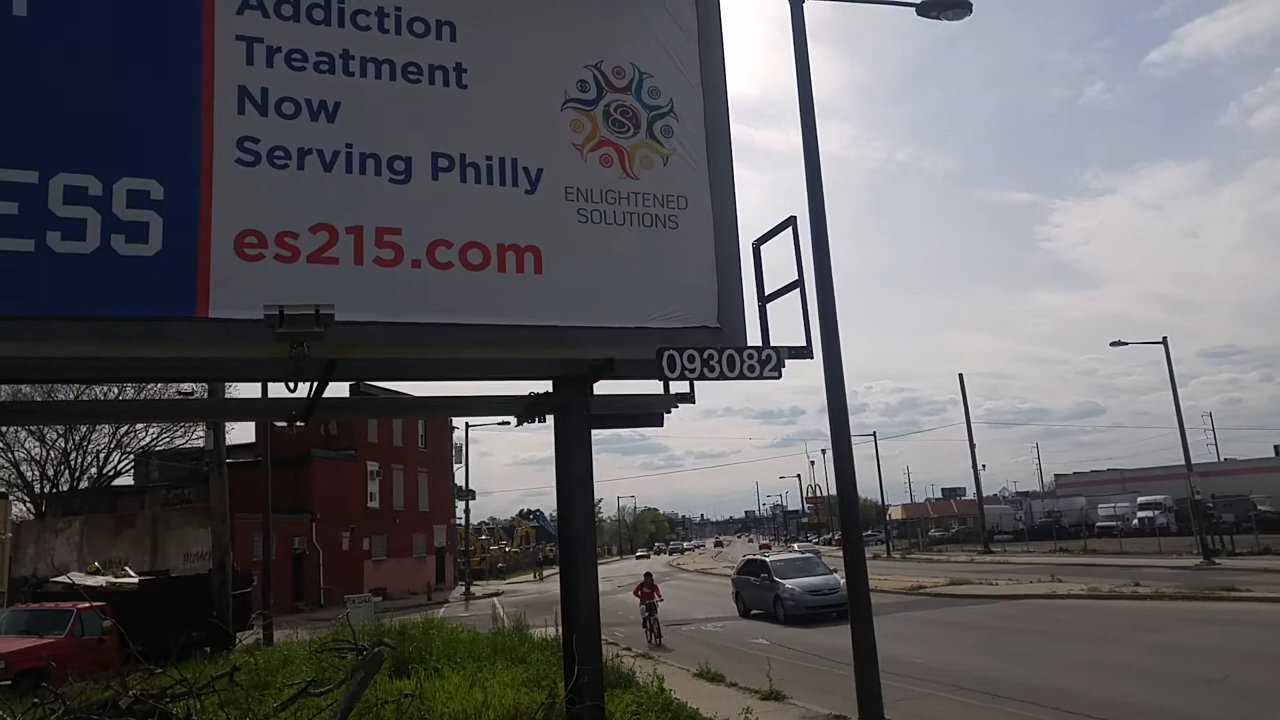 Addiction
Treatment
Now
Serving Philly
es215.com
ENLIGHTENED
SOLUTIONS
ESS
093082